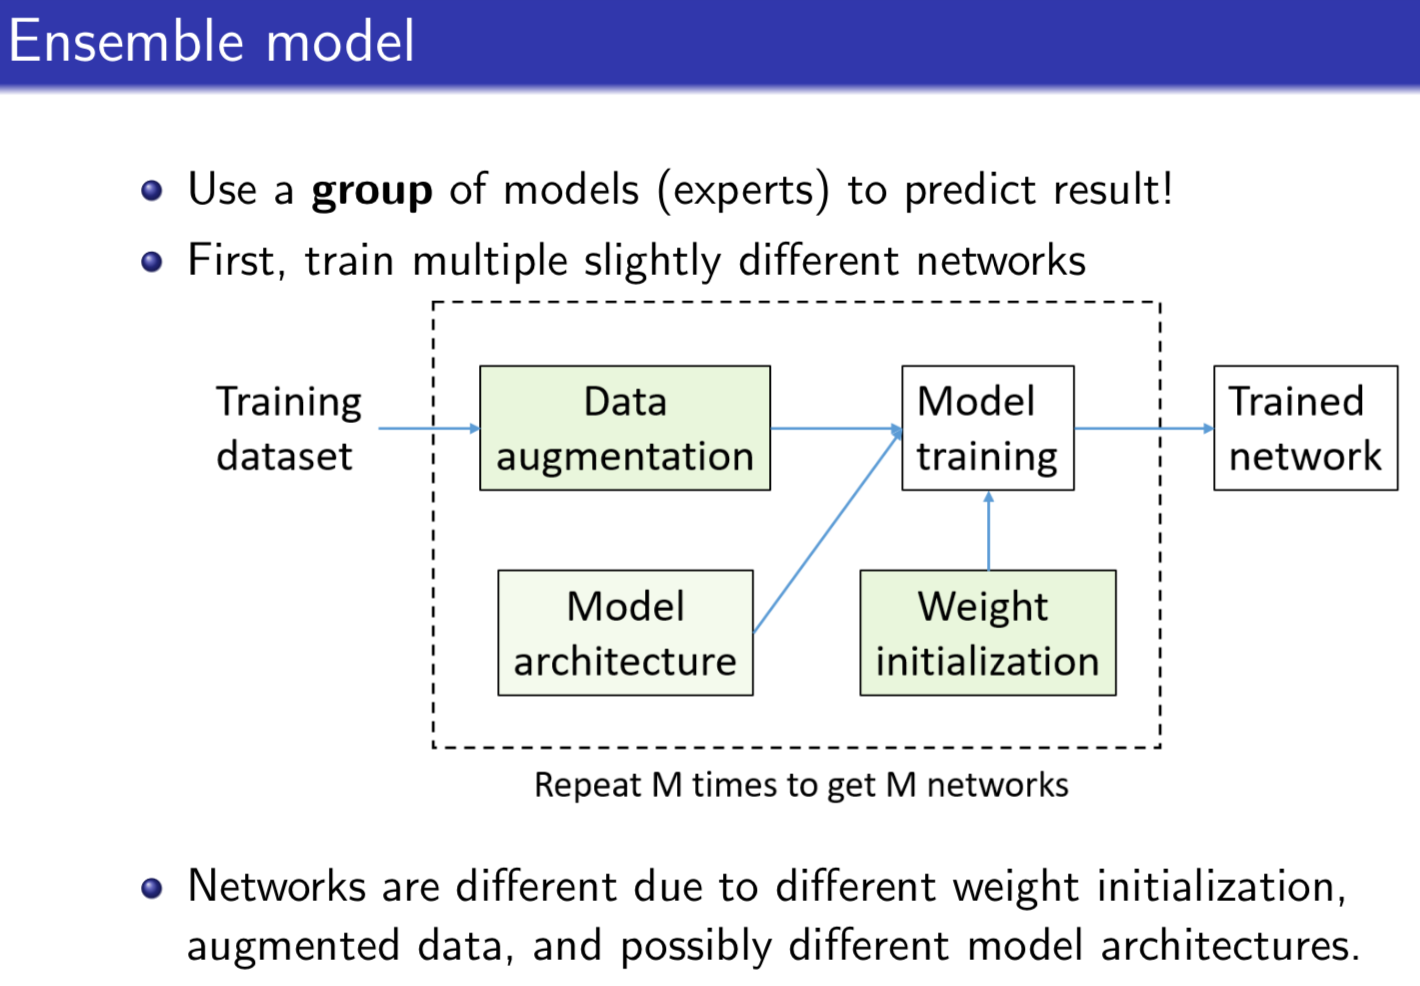 Ensemble model
Use a group of models (experts) to predict result!
First, train multiple slightly different networks
Training
dataset
Data
augmentation
Model
training
Trained
network
Model
architecture
Weight
initialization
Repeat M times to get M networks
Networks are different due to different weight initialization,
augmented data, and possibly different model architectures.